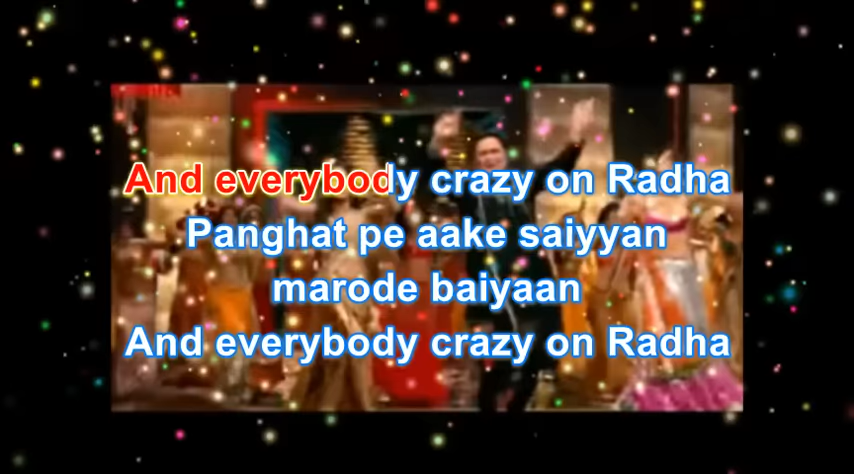 And everybody crazy on Radha
Panghat pe aake saiyyan
marode baiyaan
And everybody crazy on Radha